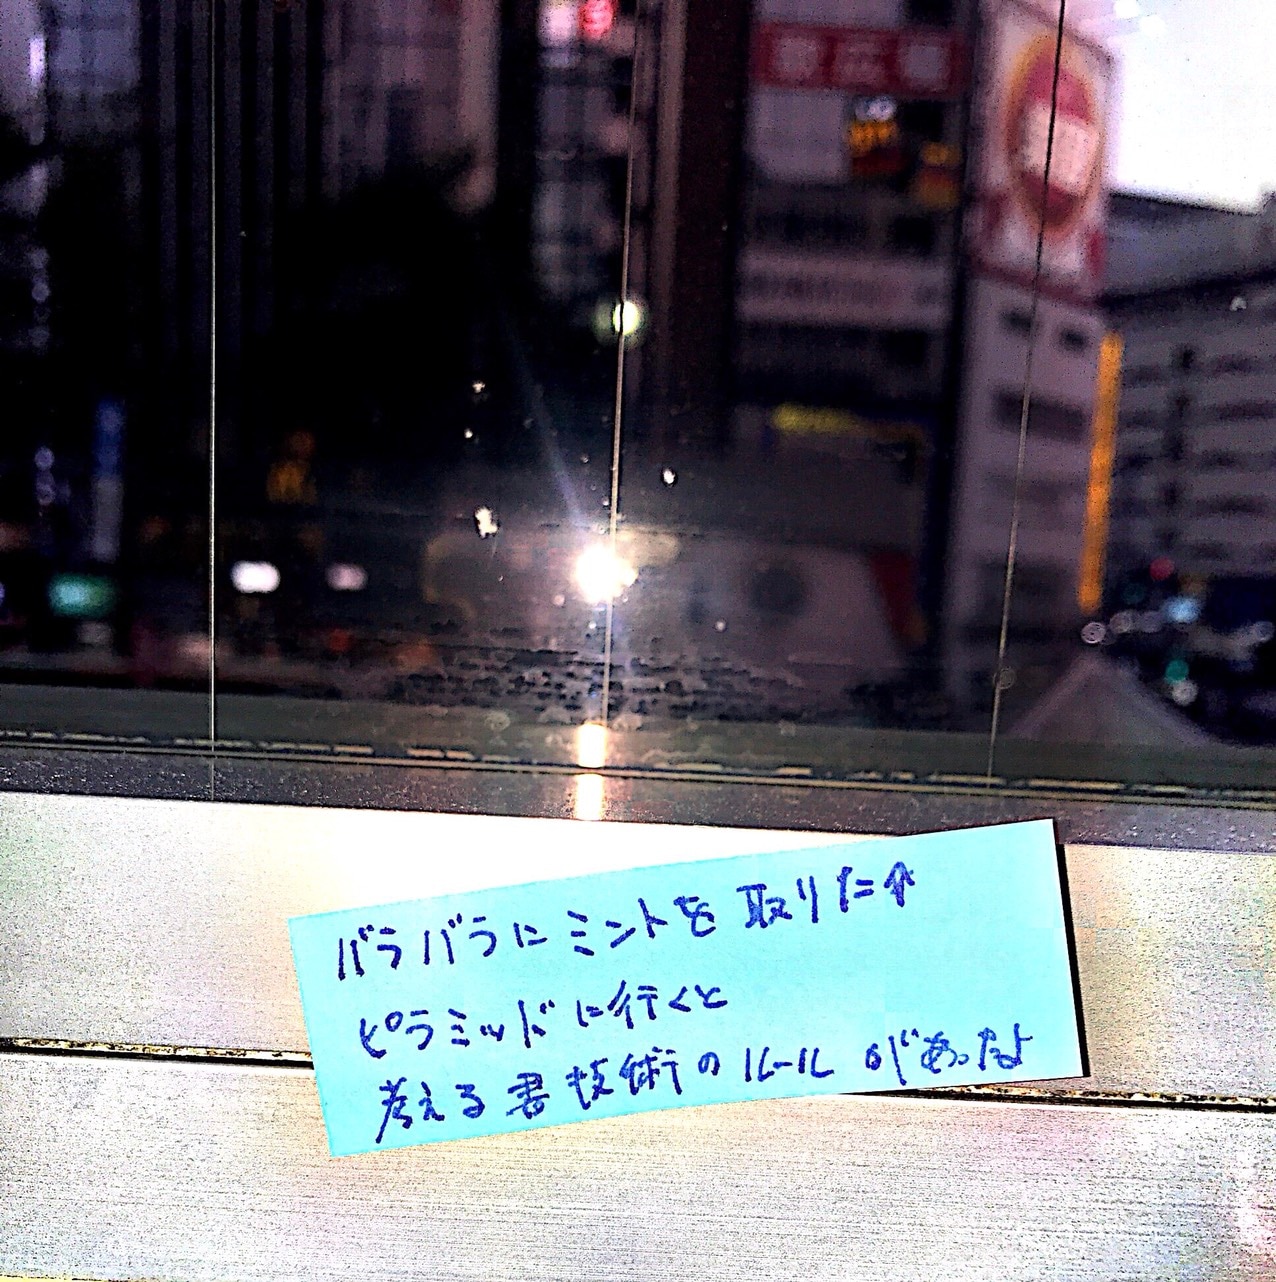 バラバラにミントを取りた↑
ピラミッドに行くと
考える書技術のルールがあったよ